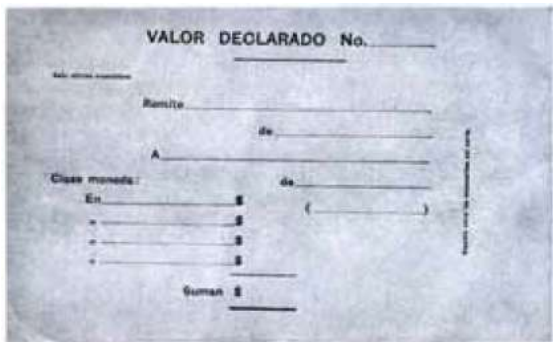 VALOR DECLARADO No.
Remite
de
A
Clase moneda:
de
En $
" $
( )
" $
" $
Suman $